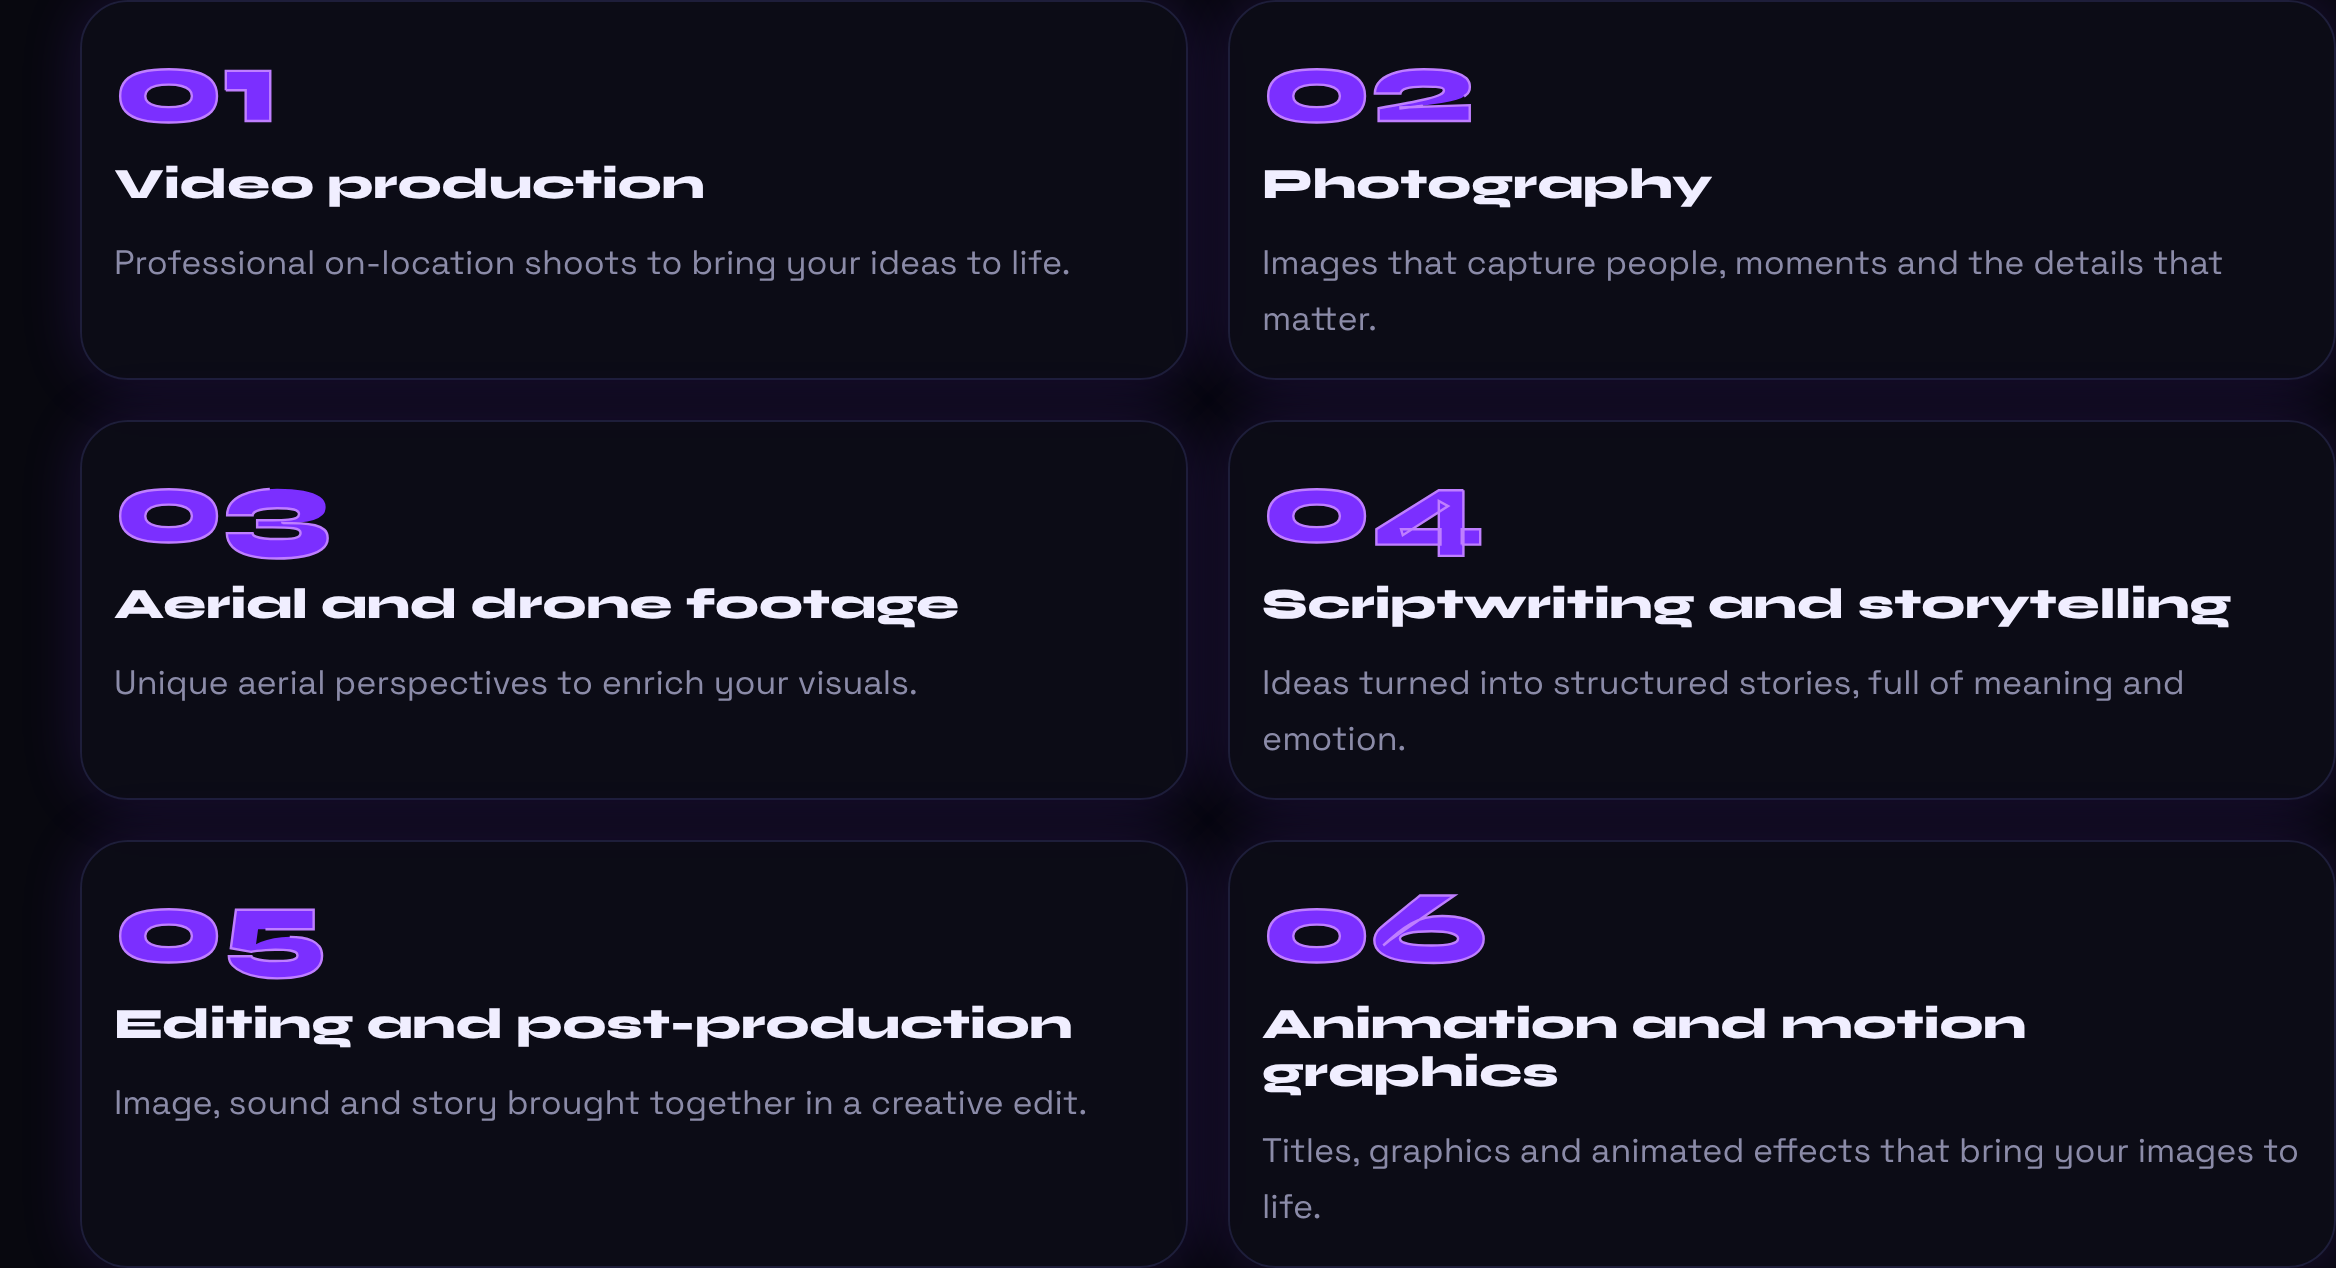 01
Video production
Professional on-location shoots to bring your ideas to life.
02
Photography
Images that capture people, moments and the details that
matter.
03
Aerial and drone footage
Unique aerial perspectives to enrich your visuals.
04
Scriptwriting and storytelling
Ideas turned into structured stories, full of meaning and
emotion.
05
Editing and post-production
Image, sound and story brought together in a creative edit.
06
Animation and motion
graphics
Titles, graphics and animated effects that bring your images to
life.